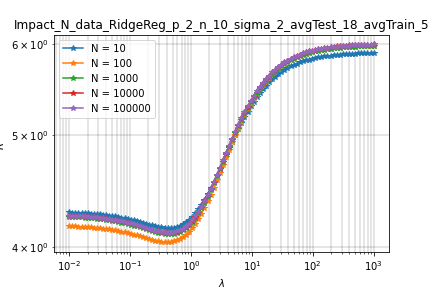 Impact_N_data_RidgeReg_p_2_n_10_sigma_2_avgTest_18_avgTrain_5
6 × 10⁰
N = 10
N = 100
N = 1000
N = 10000
N = 100000
5 × 10⁰
4 × 10⁰
10⁻² 10⁻¹ 10⁰ 10¹ 10² 10³
λ